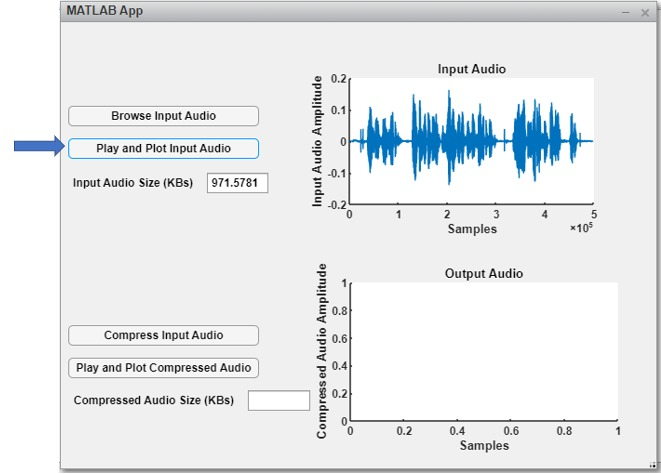 MATLAB App
Browse Input Audio
Play and Plot Input Audio
Input Audio Size (KBs) 971.5781
Input Audio
Input Audio Amplitude
0.2
0.1
0
-0.1
-0.2
0 1 2 3 4 5
Samples
×10⁵
Compress Input Audio
Play and Plot Compressed Audio
Compressed Audio Size (KBs)
Output Audio
Compressed Audio Amplitude
1
0.8
0.6
0.4
0.2
0
0 0.2 0.4 0.6 0.8 1
Samples